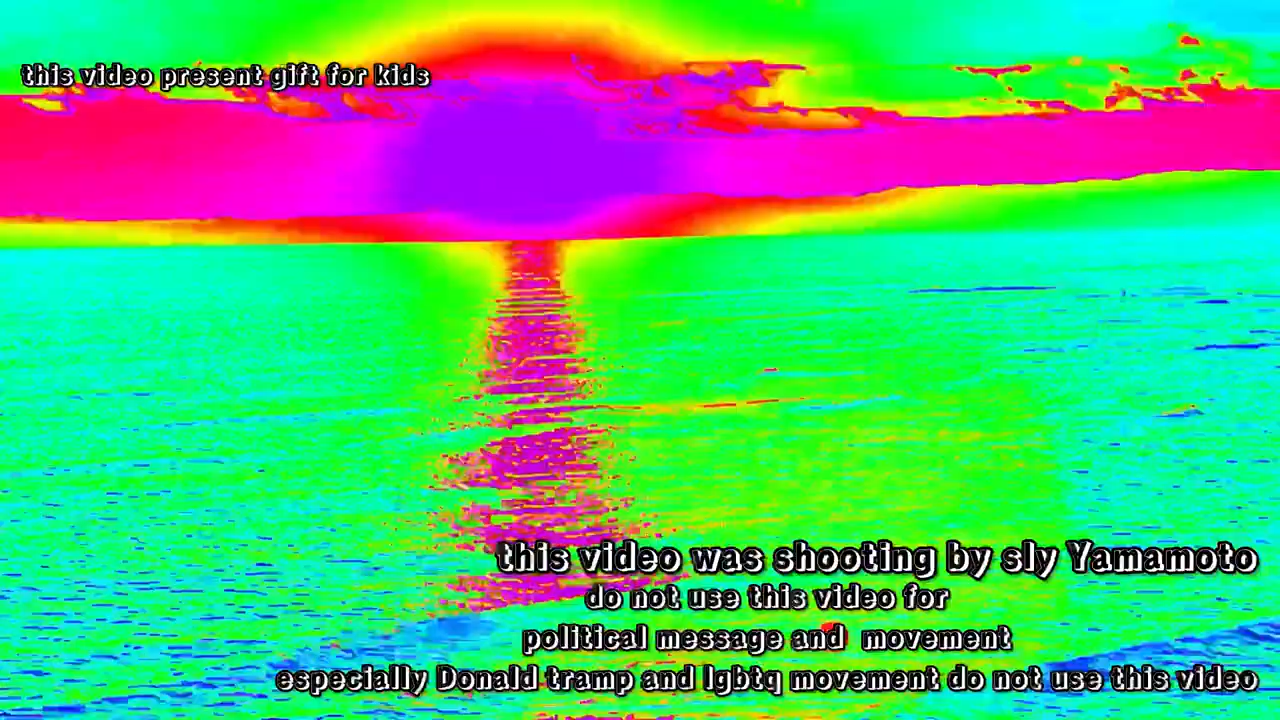 this video present gift for kids
this video was shooting by sly Yamamoto
do not use this video for
political message and movement
especially Donald tramp and lgbtq movement do not use this video